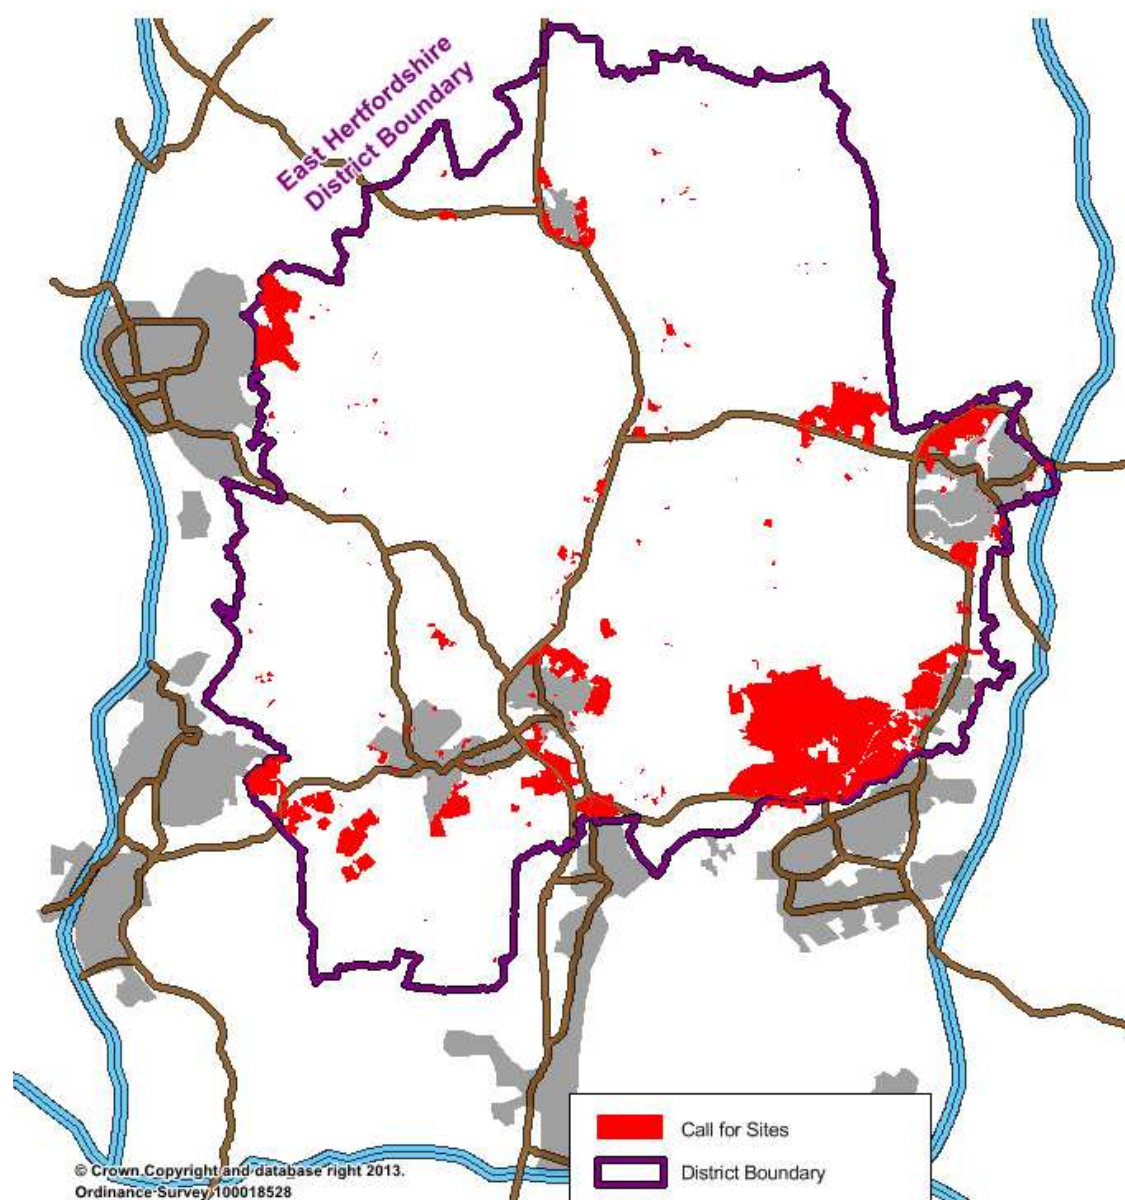 East Hertfordshire
District Boundary
Call for Sites
District Boundary
© Crown Copyright and database right 2013.
Ordinance Survey 100018528